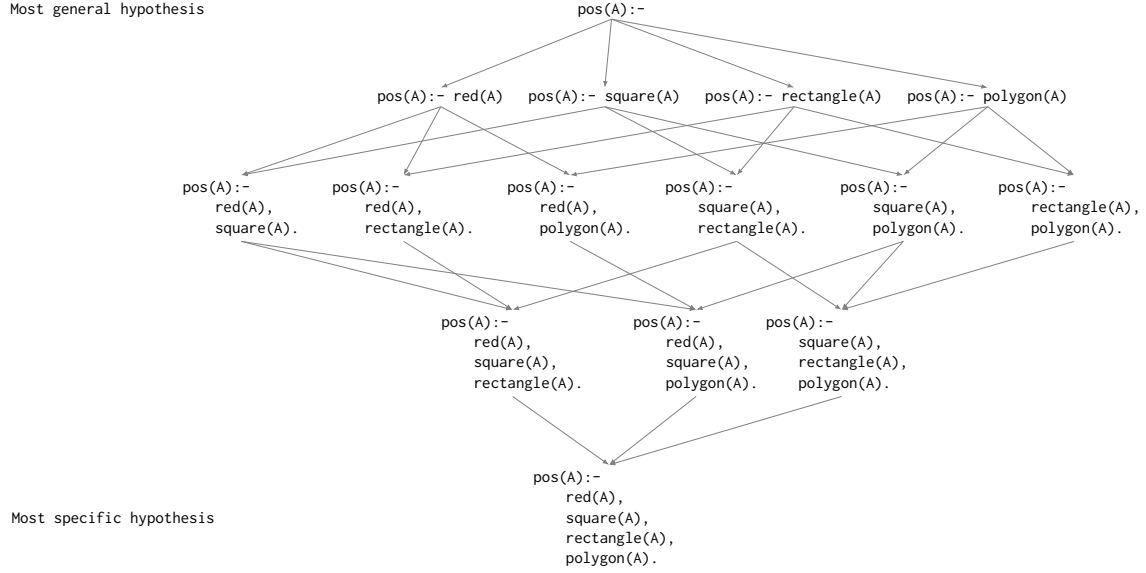 Most general hypothesis
pos(A):-
pos(A):- red(A)
pos(A):- square(A)
pos(A):- rectangle(A)
pos(A):- polygon(A)
pos(A):-
red(A),
square(A).
pos(A):-
red(A),
rectangle(A).
pos(A):-
red(A),
polygon(A).
pos(A):-
square(A),
rectangle(A).
pos(A):-
square(A),
polygon(A).
pos(A):-
rectangle(A),
polygon(A).
pos(A):-
red(A),
square(A),
rectangle(A).
pos(A):-
red(A),
square(A),
polygon(A).
pos(A):-
square(A),
rectangle(A),
polygon(A).
pos(A):-
red(A),
square(A),
rectangle(A),
polygon(A).
Most specific hypothesis